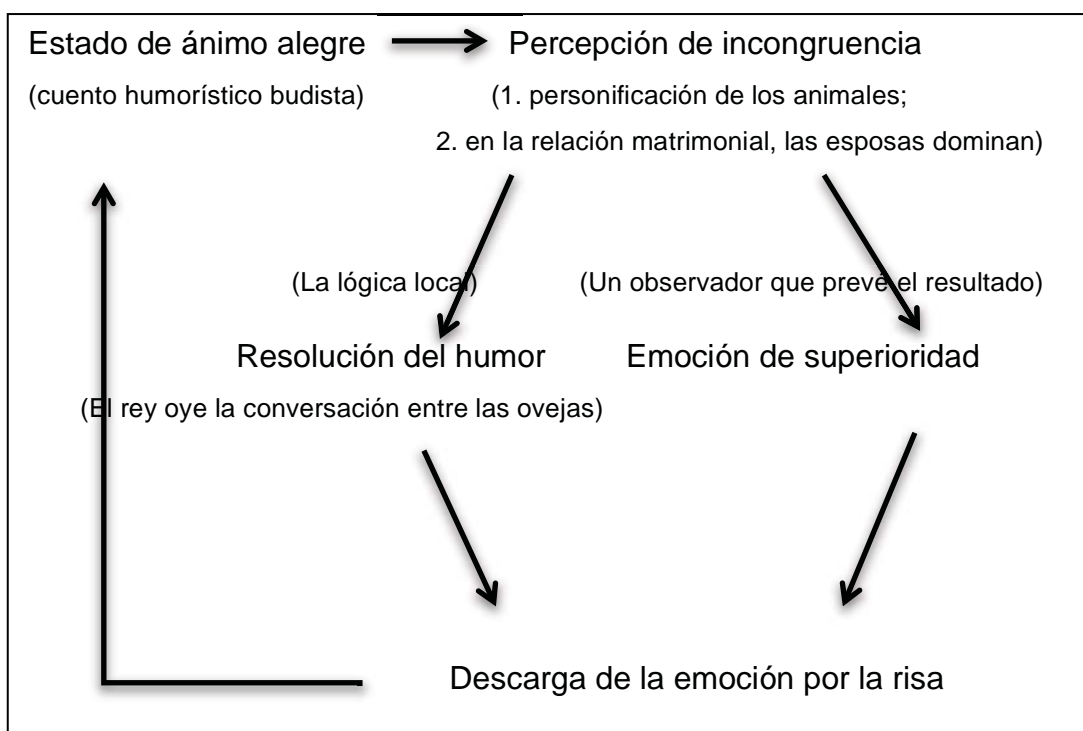 Estado de ánimo alegre Percepción de incongruencia
(cuento humorístico budista) (1. personificación de los animales;
2. en la relación matrimonial, las esposas dominan)
(La lógica local) (Un observador que prevé el resultado)
Resolución del humor Emoción de superioridad
(El rey oye la conversación entre las ovejas)
Descarga de la emoción por la risa